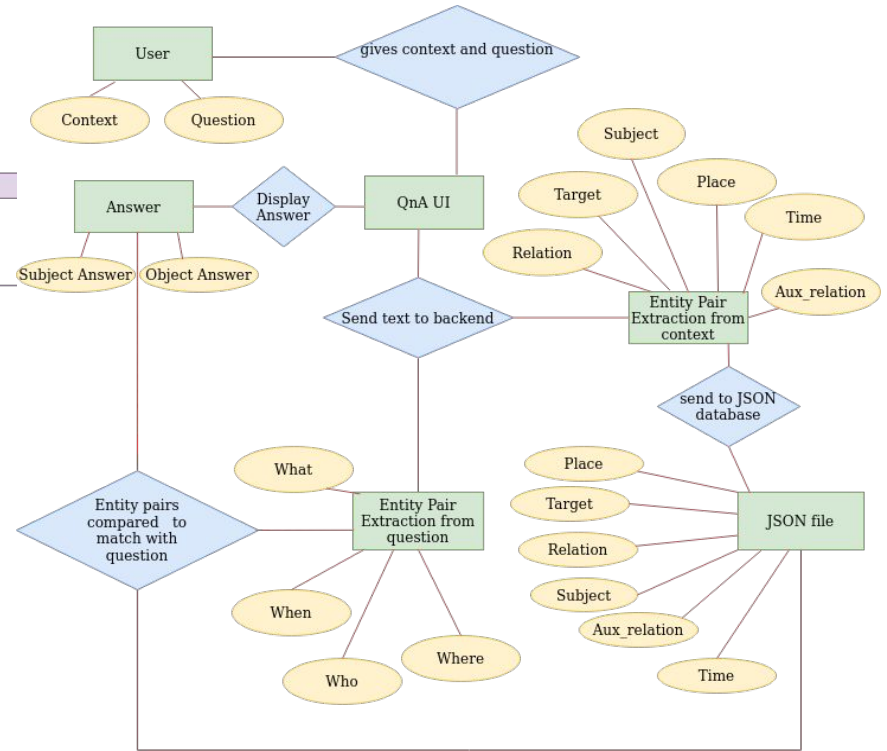 User
gives context and question
Context
Question
Subject
Place
Target
Time
Answer
Display
Answer
QnA UI
Relation
Subject Answer
Object Answer
Aux_relation
Entity Pair
Extraction from
context
Send text to backend
send to JSON
database
What
Place
Target
Entity pairs
compared to
match with
question
Entity Pair
Extraction from
question
JSON file
Relation
Subject
When
Aux_relation
Who
Where
Time